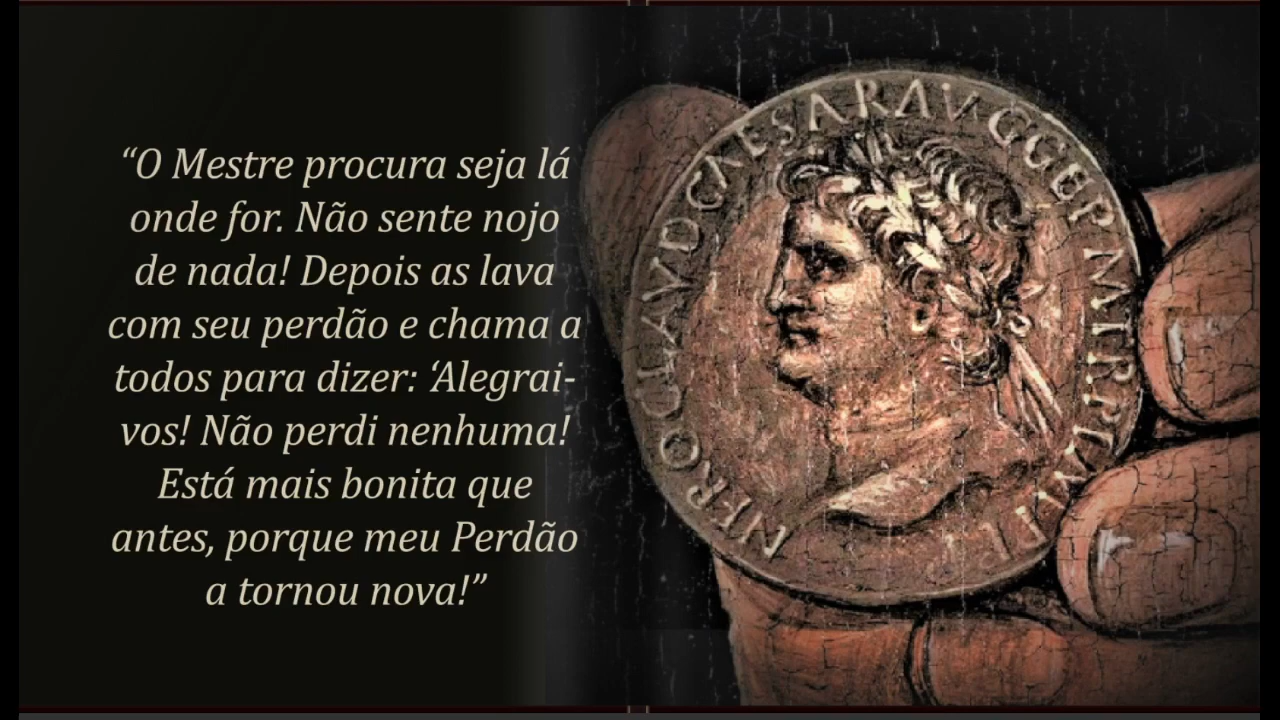 “O Mestre procura seja lá
onde for. Não sente nojo
de nada! Depois as lava
com seu perdão e chama a
todos para dizer: ‘Alegrai-
vos! Não perdi nenhuma!
Está mais bonita que
antes, porque meu Perdão
a tornou nova!”
NERO CLAVD CAESAR AVG GER P M TR P IMP